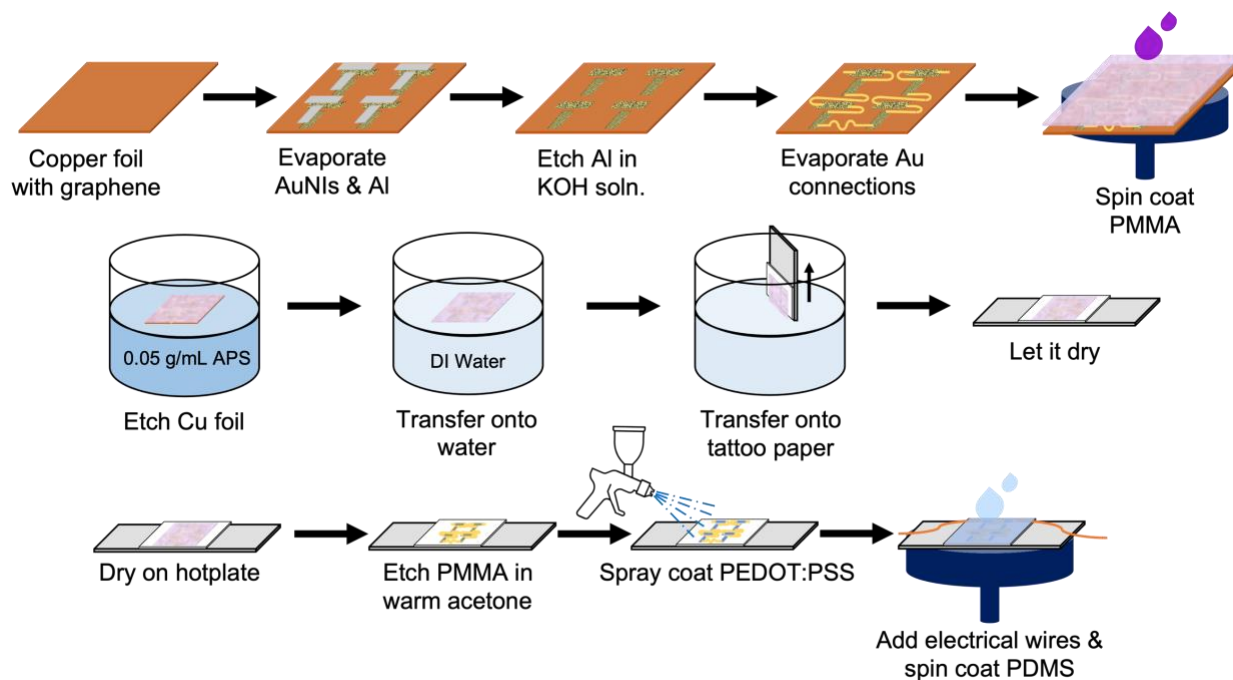 Copper foil
with graphene
Evaporate
AuNIs & Al
Etch Al in
KOH soln.
Evaporate Au
connections
Spin coat
PMMA
0.05 g/mL APS
Etch Cu foil
DI Water
Transfer onto
water
Transfer onto
tattoo paper
Let it dry
Dry on hotplate
Etch PMMA in
warm acetone
Spray coat PEDOT:PSS
Add electrical wires &
spin coat PDMS